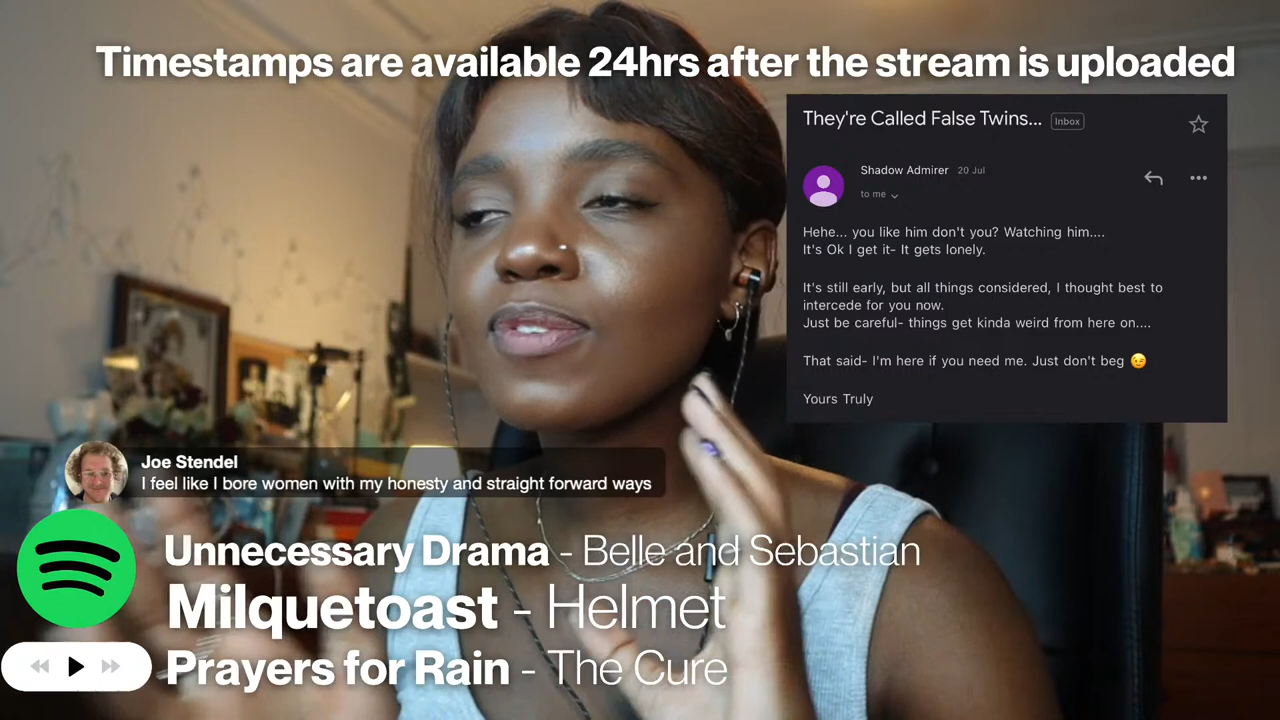 Timestamps are available 24hrs after the stream is uploaded
They're Called False Twins... Inbox
Shadow Admirer 20 Jul
to me
Hehe... you like him don't you? Watching him....
It's Ok I get it- It gets lonely.
It's still early, but all things considered, I thought best to
intercede for you now.
Just be careful- things get kinda weird from here on....
That said- I'm here if you need me. Just don't beg 😉
Yours Truly
Joe Stendel
I feel like I bore women with my honesty and straight forward ways
Unnecessary Drama - Belle and Sebastian
Milquetoast - Helmet
Prayers for Rain - The Cure